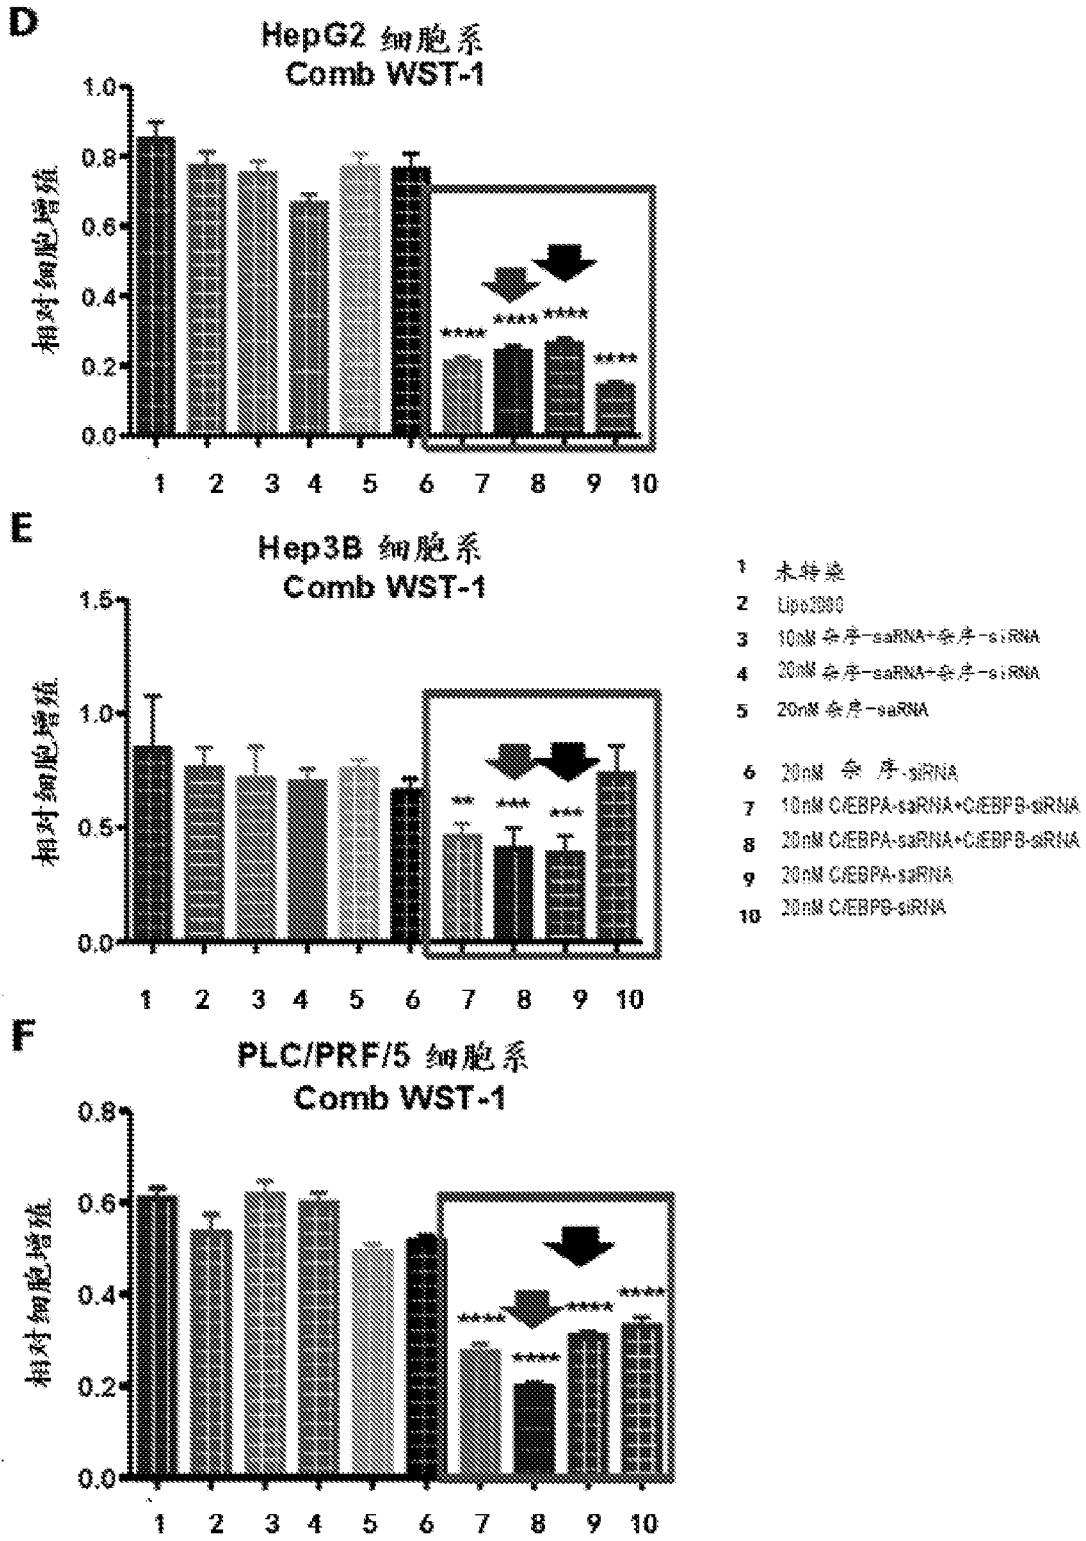 D
HepG2 细胞系
Comb WST-1
相对细胞增殖
1.0
0.8
0.6
0.4
0.2
0.0
****
****
****
****
1 2 3 4 5 6 7 8 9 10
E
Hep3B 细胞系
Comb WST-1
相对细胞增殖
1.5
1.0
0.5
0.0
**
***
***
1 2 3 4 5 6 7 8 9 10
F
PLC/PRF/5 细胞系
Comb WST-1
相对细胞增殖
0.8
0.6
0.4
0.2
0.0
****
****
****
****
1 2 3 4 5 6 7 8 9 10
1 未转染
2 Lipo2000
3 10nM 杂序-saRNA+杂序-siRNA
4 20nM 杂序-saRNA+杂序-siRNA
5 20nM 杂序-saRNA
6 20nM 杂序-siRNA
7 10nM C/EBPA-saRNA+C/EBPB-siRNA
8 20nM C/EBPA-saRNA+C/EBPB-siRNA
9 20nM C/EBPA-saRNA
10 20nM C/EBPB-siRNA